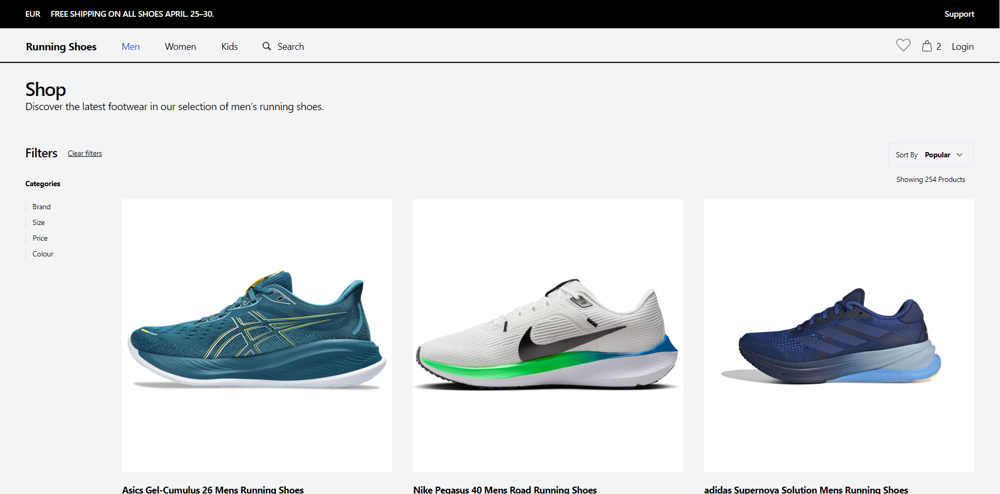 EUR FREE SHIPPING ON ALL SHOES APRIL. 25–30. Support
Running Shoes Men Women Kids Search 2 Login
Shop
Discover the latest footwear in our selection of men’s running shoes.
Filters Clear filters
Sort By Popular
Showing 254 Products
Categories
Brand
Size
Price
Colour
Asics Gel-Cumulus 26 Mens Running Shoes
Nike Pegasus 40 Mens Road Running Shoes
adidas Supernova Solution Mens Running Shoes